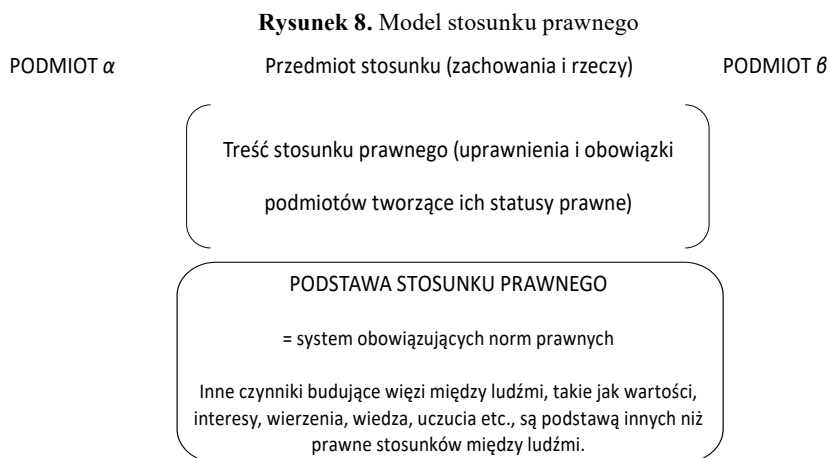 Rysunek 8. Model stosunku prawnego
PODMIOT α Przedmiot stosunku (zachowania i rzeczy) PODMIOT β
Treść stosunku prawnego (uprawnienia i obowiązki
podmiotów tworzące ich statusy prawne)
PODSTAWA STOSUNKU PRAWNEGO
= system obowiązujących norm prawnych
Inne czynniki budujące więzi między ludźmi, takie jak wartości,
interesy, wierzenia, wiedza, uczucia etc., są podstawą innych niż
prawne stosunków między ludźmi.